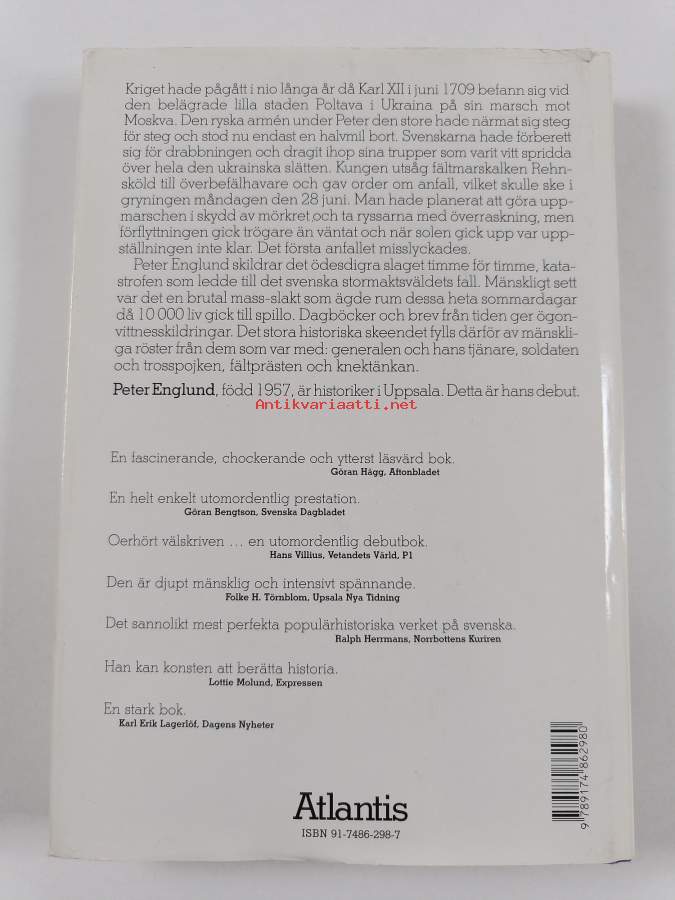 Kriget hade pågått i nio långa år då Karl XII i juni 1709 befann sig vid
den belägrade lilla staden Poltava i Ukraina på sin marsch mot
Moskva. Den ryska armén under Peter den store hade närmat sig steg
för steg och stod nu endast en halvmil bort. Svenskarna hade förberett
sig för drabbningen och dragit ihop sina trupper som varit vitt spridda
över hela den ukrainska slätten. Kungen utsåg fältmarskalken Rehn-
sköld till överbefälhavare och gav order om anfall, vilket skulle ske i
gryningen måndagen den 28 juni. Man hade planerat att göra upp-
marschen i skydd av mörkret och ta ryssarna med överraskning, men
förflyttningen gick trögare än väntat och när solen gick upp var upp-
ställningen inte klar. Det första anfallet misslyckades.
Peter Englund skildrar det ödesdigra slaget timme för timme, kata-
strofen som ledde till det svenska stormaktsväldets fall. Mänskligt sett
var det en brutal mass-slakt som ägde rum dessa heta sommardagar
då 10 000 liv gick till spillo. Dagböcker och brev från tiden ger ögon-
vittnesskildringar. Det stora historiska skeendet fylls därför av mänskli-
ga röster från dem som var med: generalen och hans tjänare, soldaten
och trosspojken, fältprästen och knektänkan.
Peter Englund, född 1957, är historiker i Uppsala. Detta är hans debut.
Antikvariaatti.net
En fascinerande, chockerande och ytterst läsvärd bok.
Göran Hägg, Aftonbladet
En helt enkelt utomordentlig prestation.
Göran Bengtson, Svenska Dagbladet
Oerhört välskriven ... en utomordentlig debutbok.
Hans Villius, Vetandets Värld, P1
Den är djupt mänsklig och intensivt spännande.
Folke H. Törnblom, Upsala Nya Tidning
Det sannolikt mest perfekta populärhistoriska verket på svenska.
Ralph Herrmans, Norrbottens Kuriren
Han kan konsten att berätta historia.
Lottie Molund, Expressen
En stark bok.
Karl Erik Lagerlöf, Dagens Nyheter
9 789174 862980
Atlantis
ISBN 91-7486-298-7